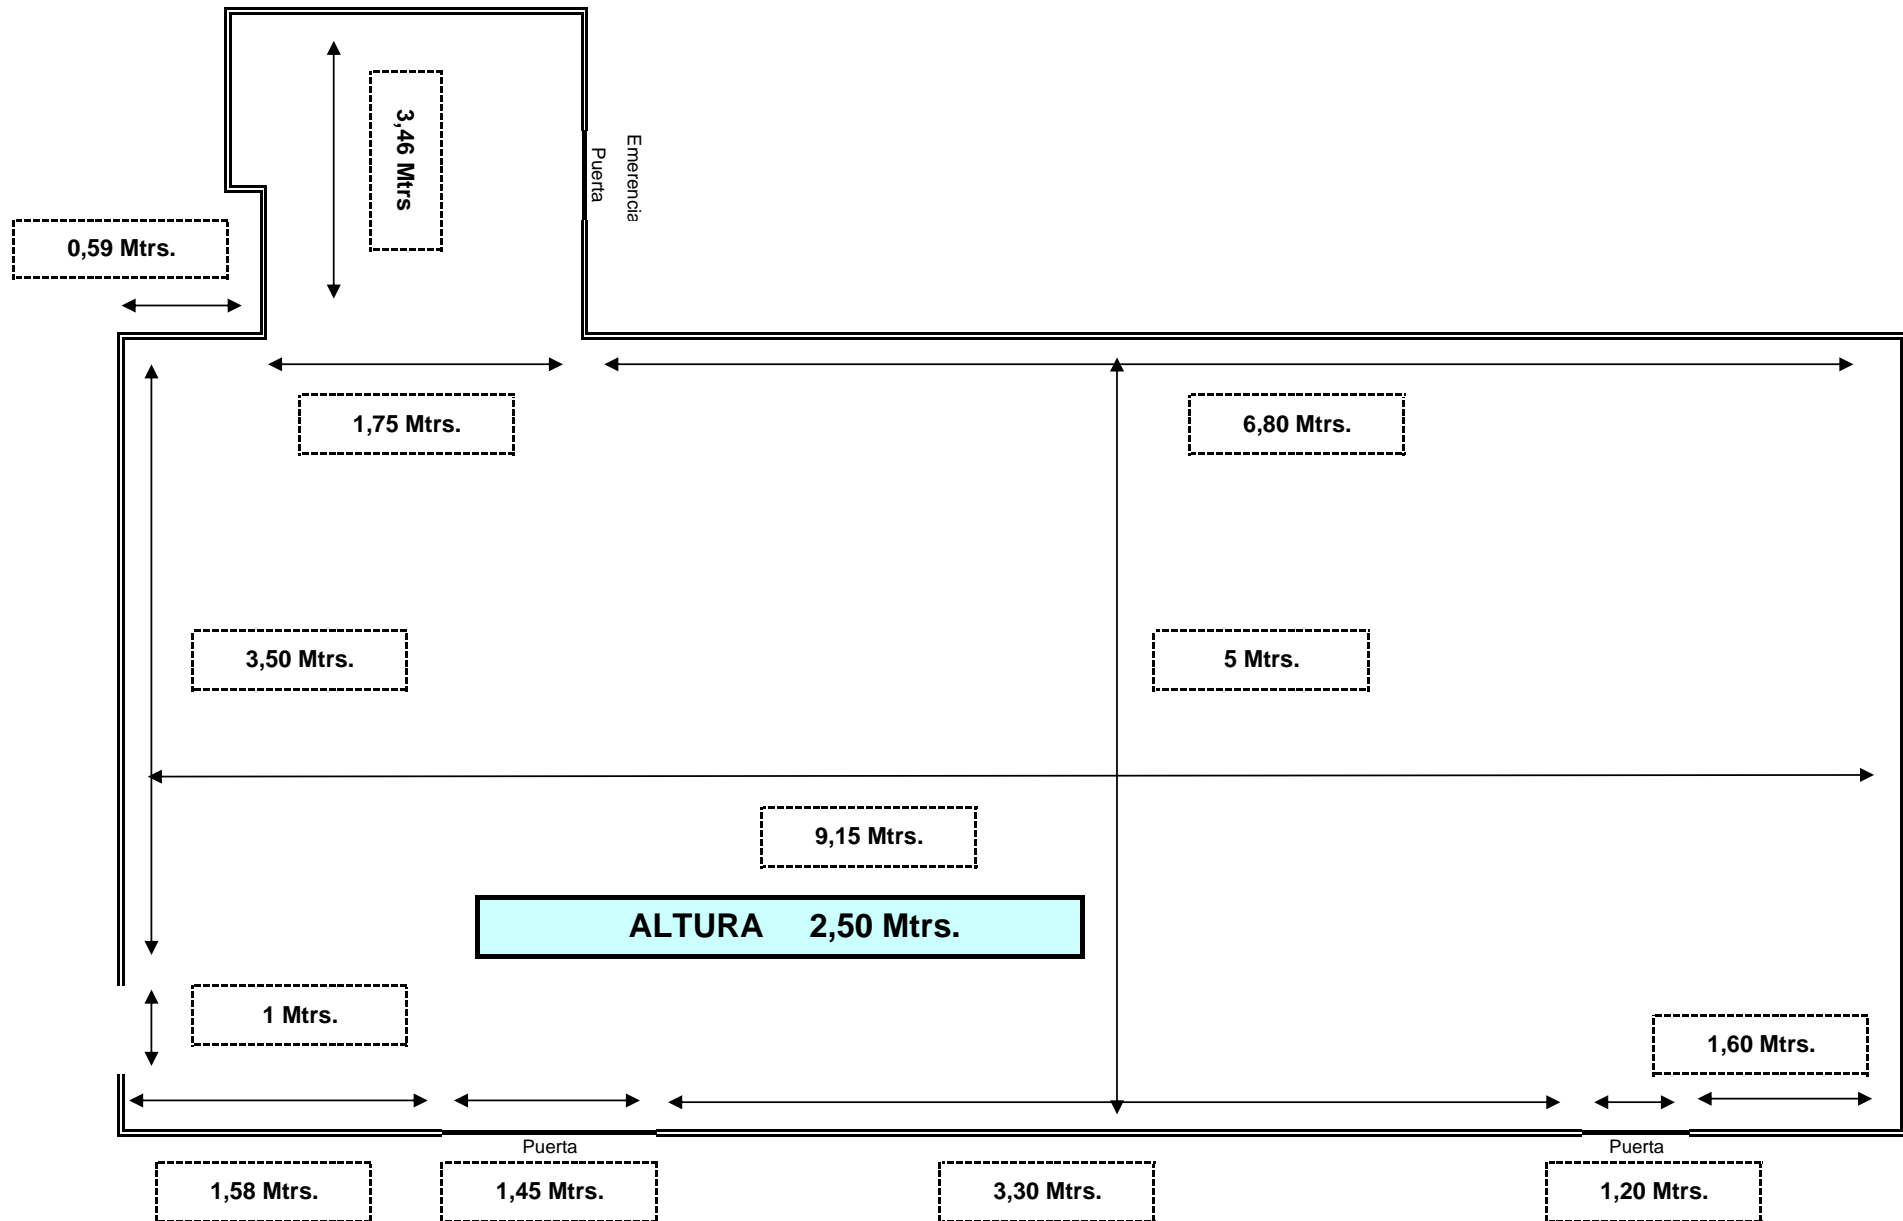 3,46 Mtrs
Emerencia
Puerta
0,59 Mtrs.
1,75 Mtrs.
6,80 Mtrs.
3,50 Mtrs.
5 Mtrs.
9,15 Mtrs.
ALTURA 2,50 Mtrs.
1 Mtrs.
1,60 Mtrs.
Puerta
Puerta
1,58 Mtrs.
1,45 Mtrs.
3,30 Mtrs.
1,20 Mtrs.